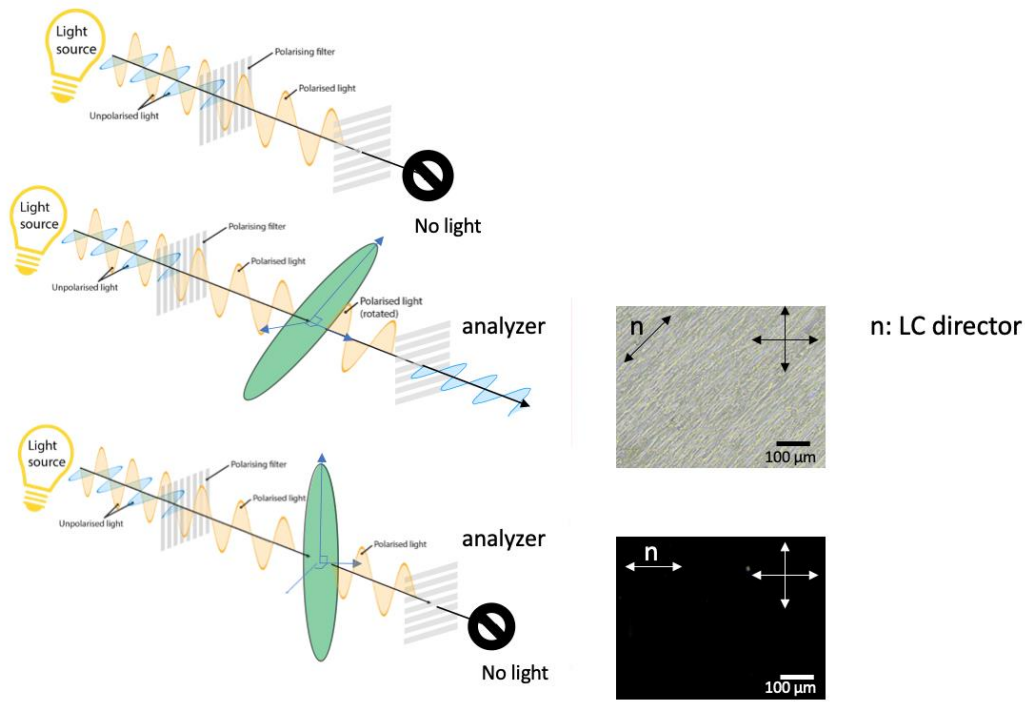 Light
source
Polarising filter
Polarised light
Unpolarised light
No light
Light
source
Polarising filter
Polarised light
Unpolarised light
Polarised light
(rotated)
analyzer
n
100 µm
n: LC director
Light
source
Polarising filter
Polarised light
Unpolarised light
Polarised light
analyzer
No light
n
100 µm